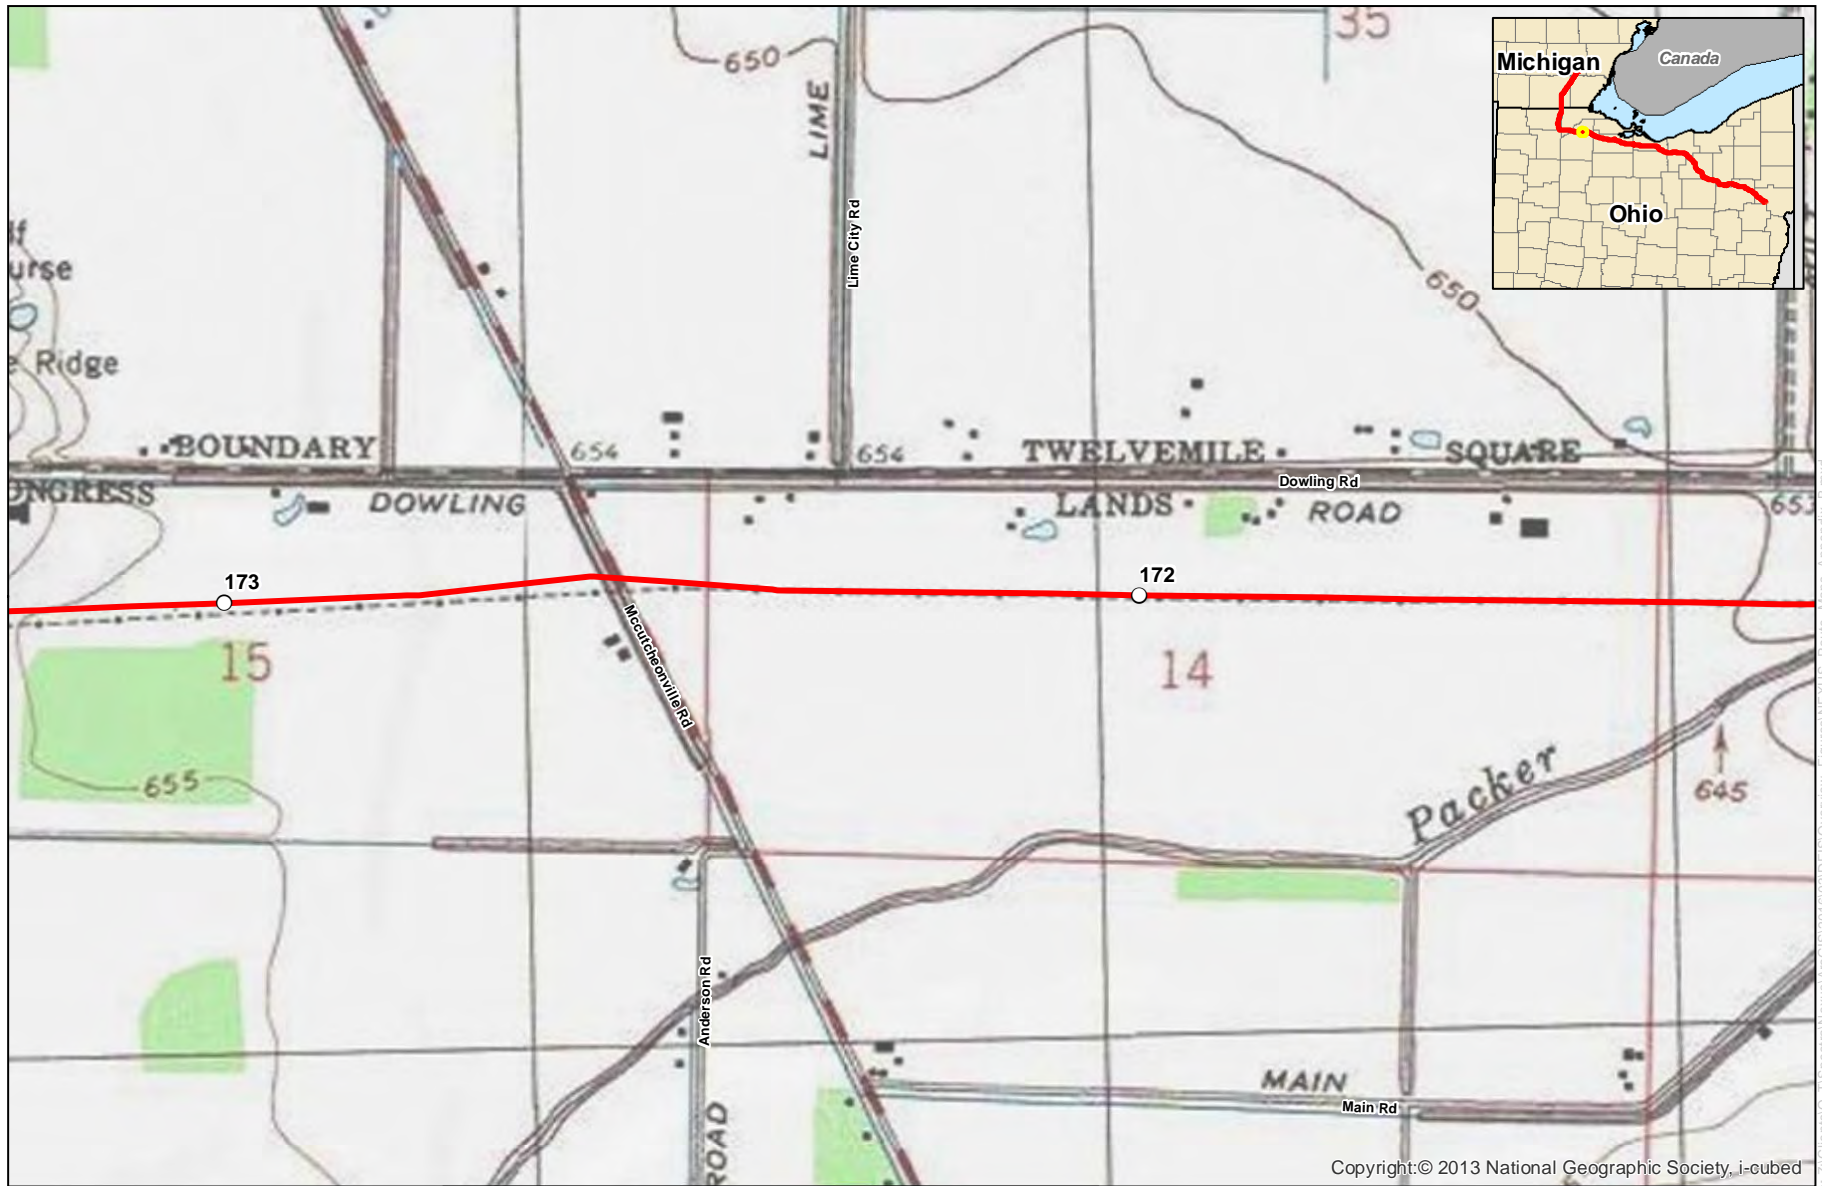 35
650
LIME
Lime City Rd
Michigan
Canada
Ohio
650
Ridge
BOUNDARY
654
654
TWELVEMILE
SQUARE
DOWLING
LANDS
Dowling Rd
ROAD
653
173
172
Mccutcheonville Rd
15
14
655
Packer
645
Anderson Rd
ROAD
MAIN
Main Rd
Copyright:© 2013 National Geographic Society, i-cubed